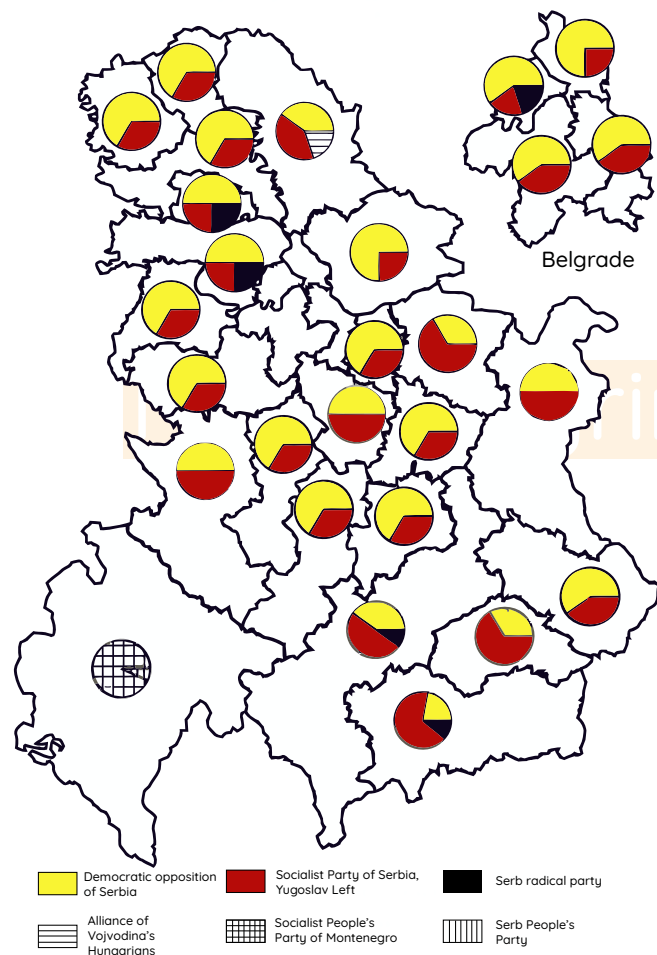 Belgrade
Democratic opposition
of Serbia
Socialist Party of Serbia,
Yugoslav Left
Serb radical party
Alliance of
Vojvodina's
Hungarians
Socialist People's
Party of Montenegro
Serb People's
Party